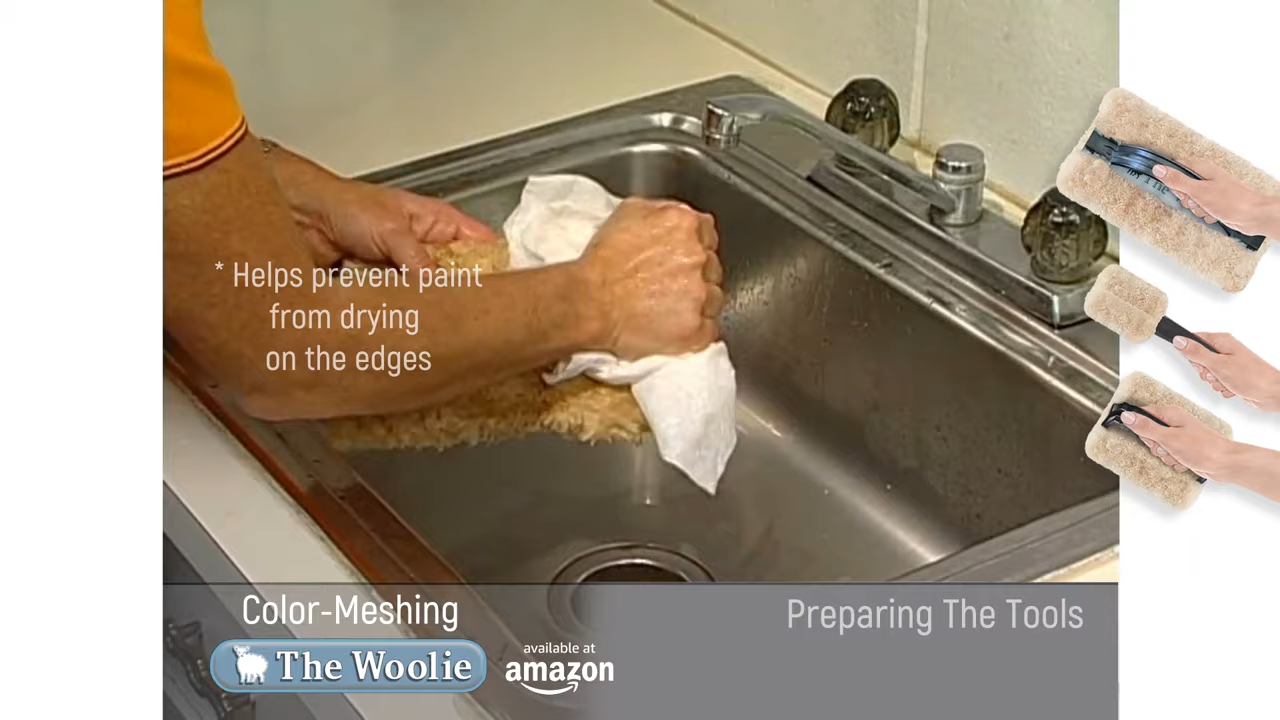 * Helps prevent paint
from drying
on the edges
Color-Meshing
Preparing The Tools
The Woolie
available at
amazon